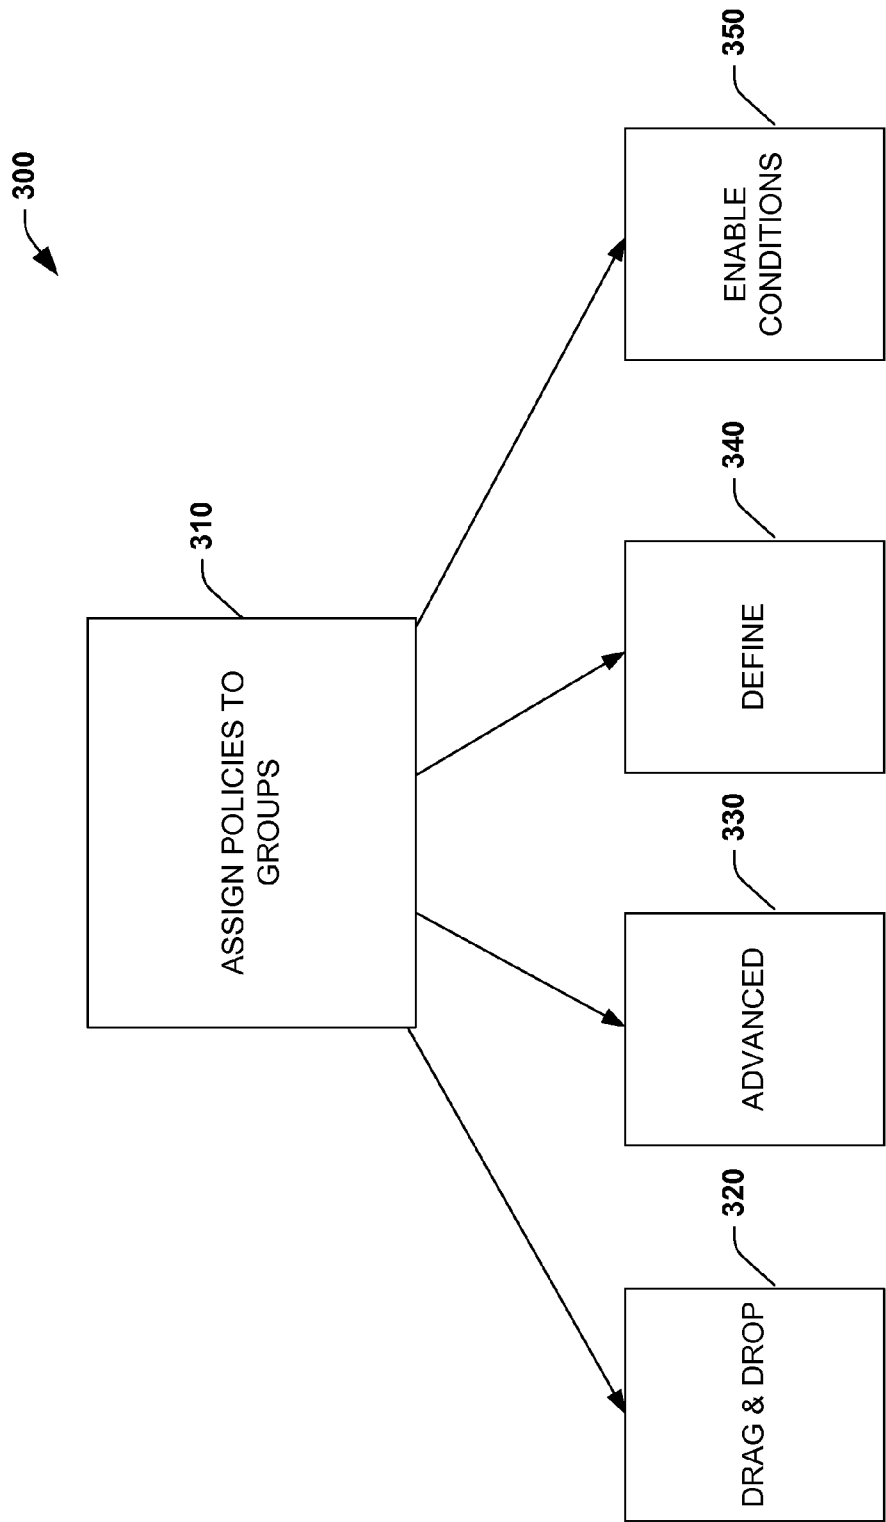 300
310
ASSIGN POLICIES TO
GROUPS
320
DRAG & DROP
330
ADVANCED
340
DEFINE
350
ENABLE
CONDITIONS